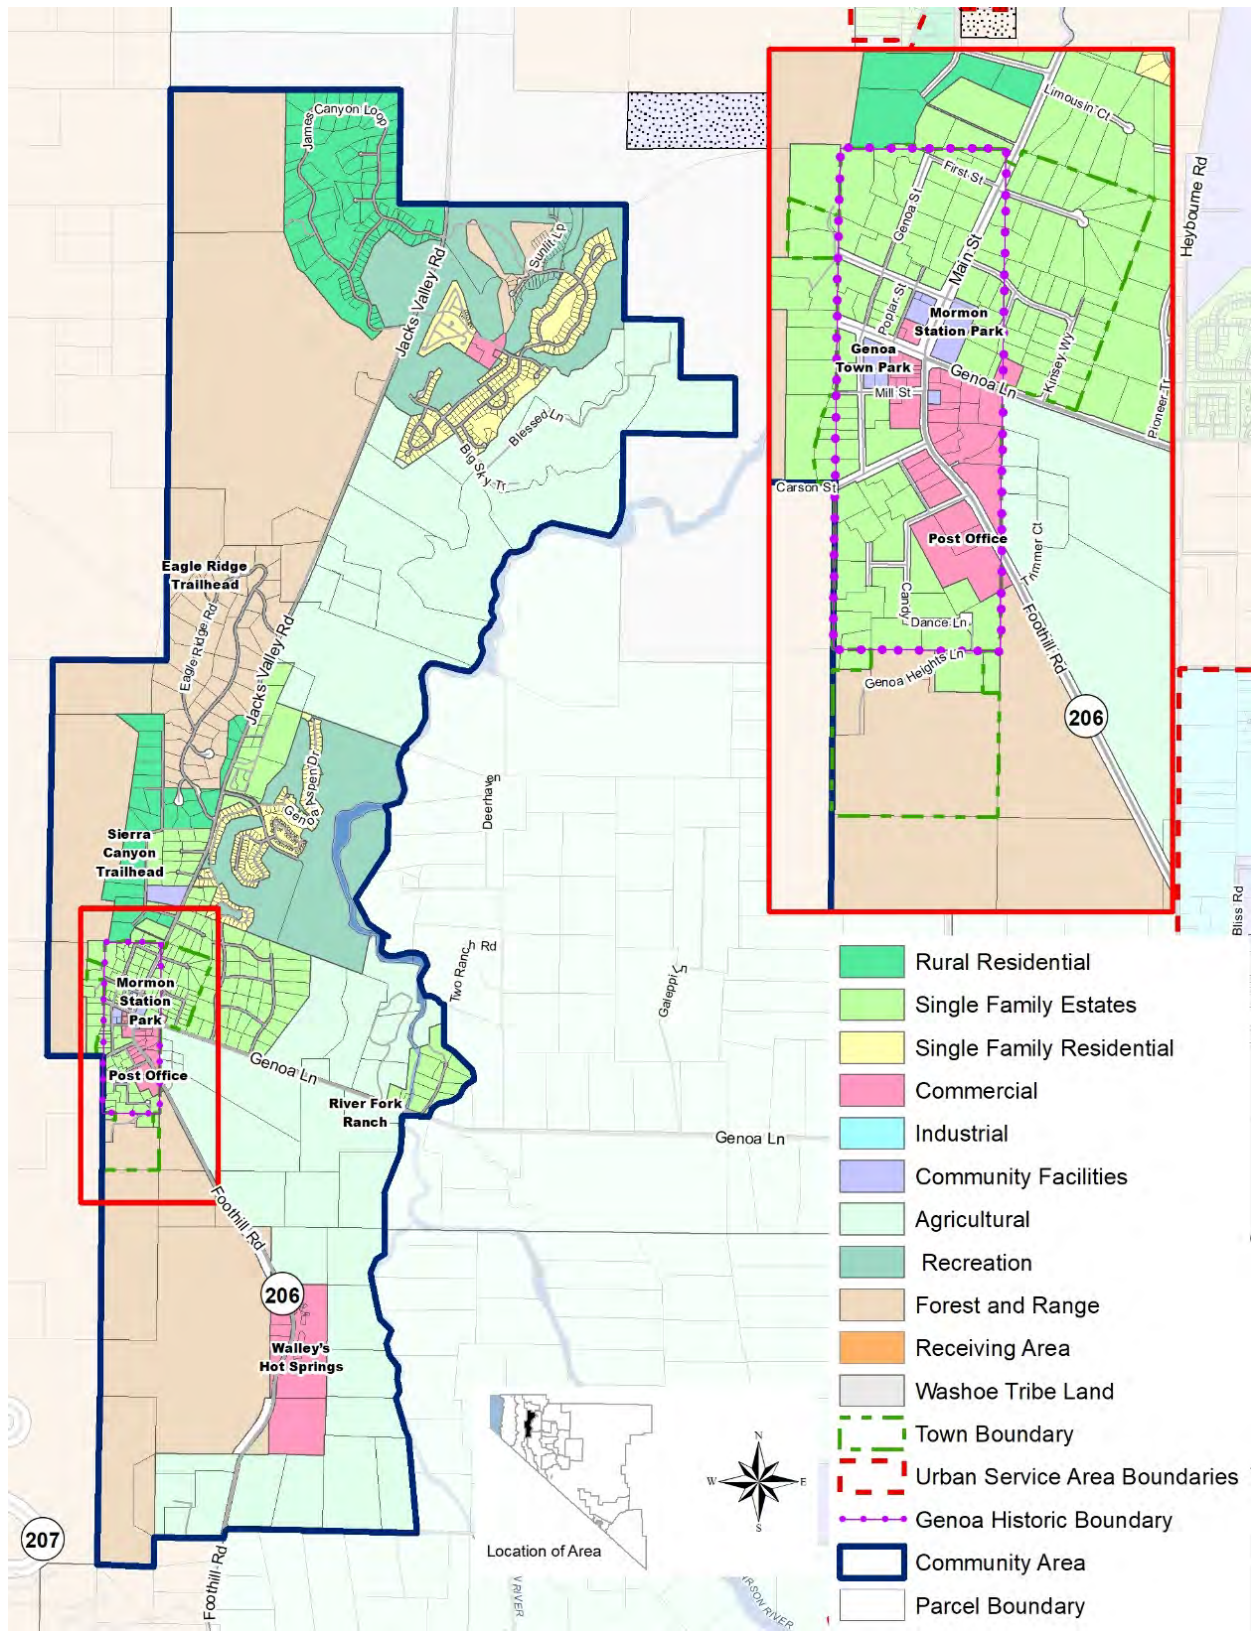 James
Canyon Loop
Jacks Valley Rd
Sunlit Lp
Blessed Ln
Big Sky Tr
Eagle Ridge
Trailhead
Eagle Ridge Rd
Jacks Valley Rd
Aspen Dr
Genoa
Sierra
Canyon
Trailhead
Mormon
Station
Park
Post Office
Genoa Ln
River Fork
Ranch
Genoa Ln
Deerhaven
Two Ranch Rd
Galeppi Ln
Foothill Rd
206
Walley's
Hot Springs
207
Foothill Rd
Location of Area
N
W
E
S
RIVER
RSON RIVER
Limousin Ct
First St
Genoa St
Main St
Poplar St
Mormon
Station Park
Genoa
Town Park
Genoa Ln
Kinsey Wy
Pioneer Tr
Mill St
Carson St
Post Office
Trimmer Ct
Candy
Dance Ln
Genoa Heights Ln
Foothill Rd
206
Heybourne Rd
Bliss Rd
Rural Residential
Single Family Estates
Single Family Residential
Commercial
Industrial
Community Facilities
Agricultural
Recreation
Forest and Range
Receiving Area
Washoe Tribe Land
Town Boundary
Urban Service Area Boundaries
Genoa Historic Boundary
Community Area
Parcel Boundary